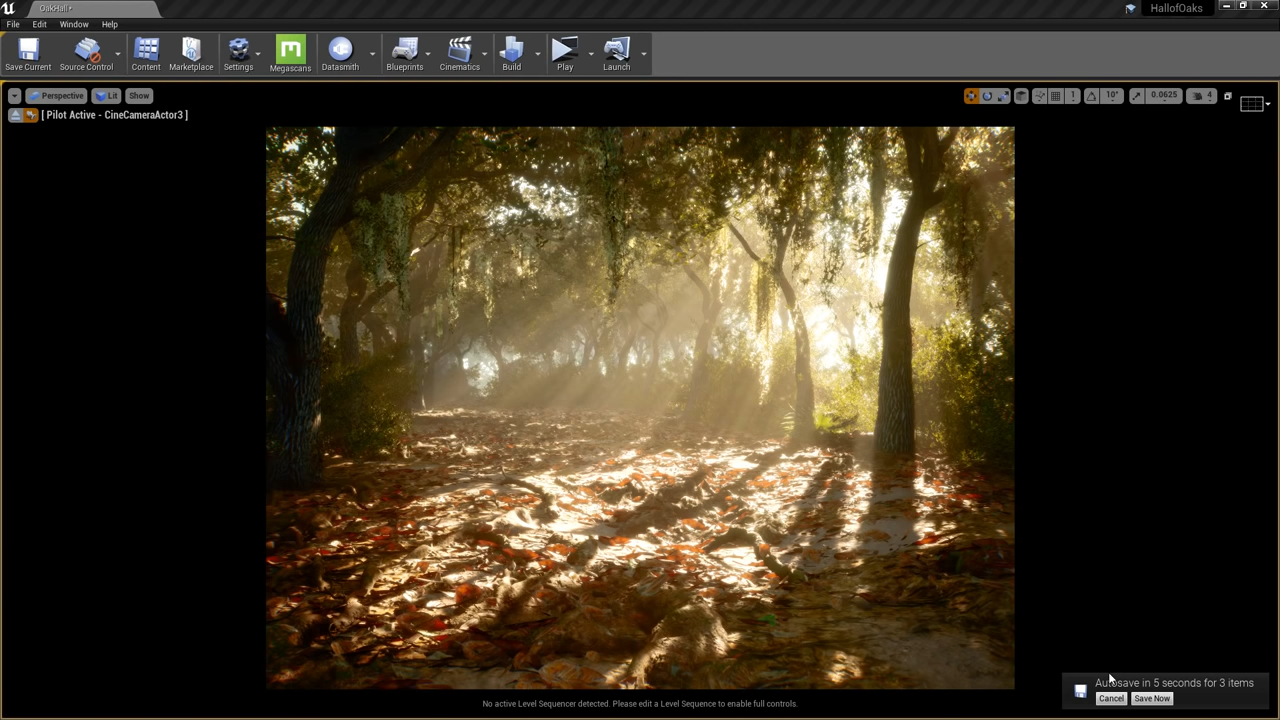 OakHall*
HallofOaks
File Edit Window Help
Save Current Source Control Content Marketplace Settings Megascans Datasmith Blueprints Cinematics Build Play Launch
Perspective Lit Show 1 10° 0.0625 4
[ Pilot Active - CineCameraActor3 ]
Autosave in 5 seconds for 3 items
Cancel Save Now
No active Level Sequencer detected. Please edit a Level Sequence to enable full controls.